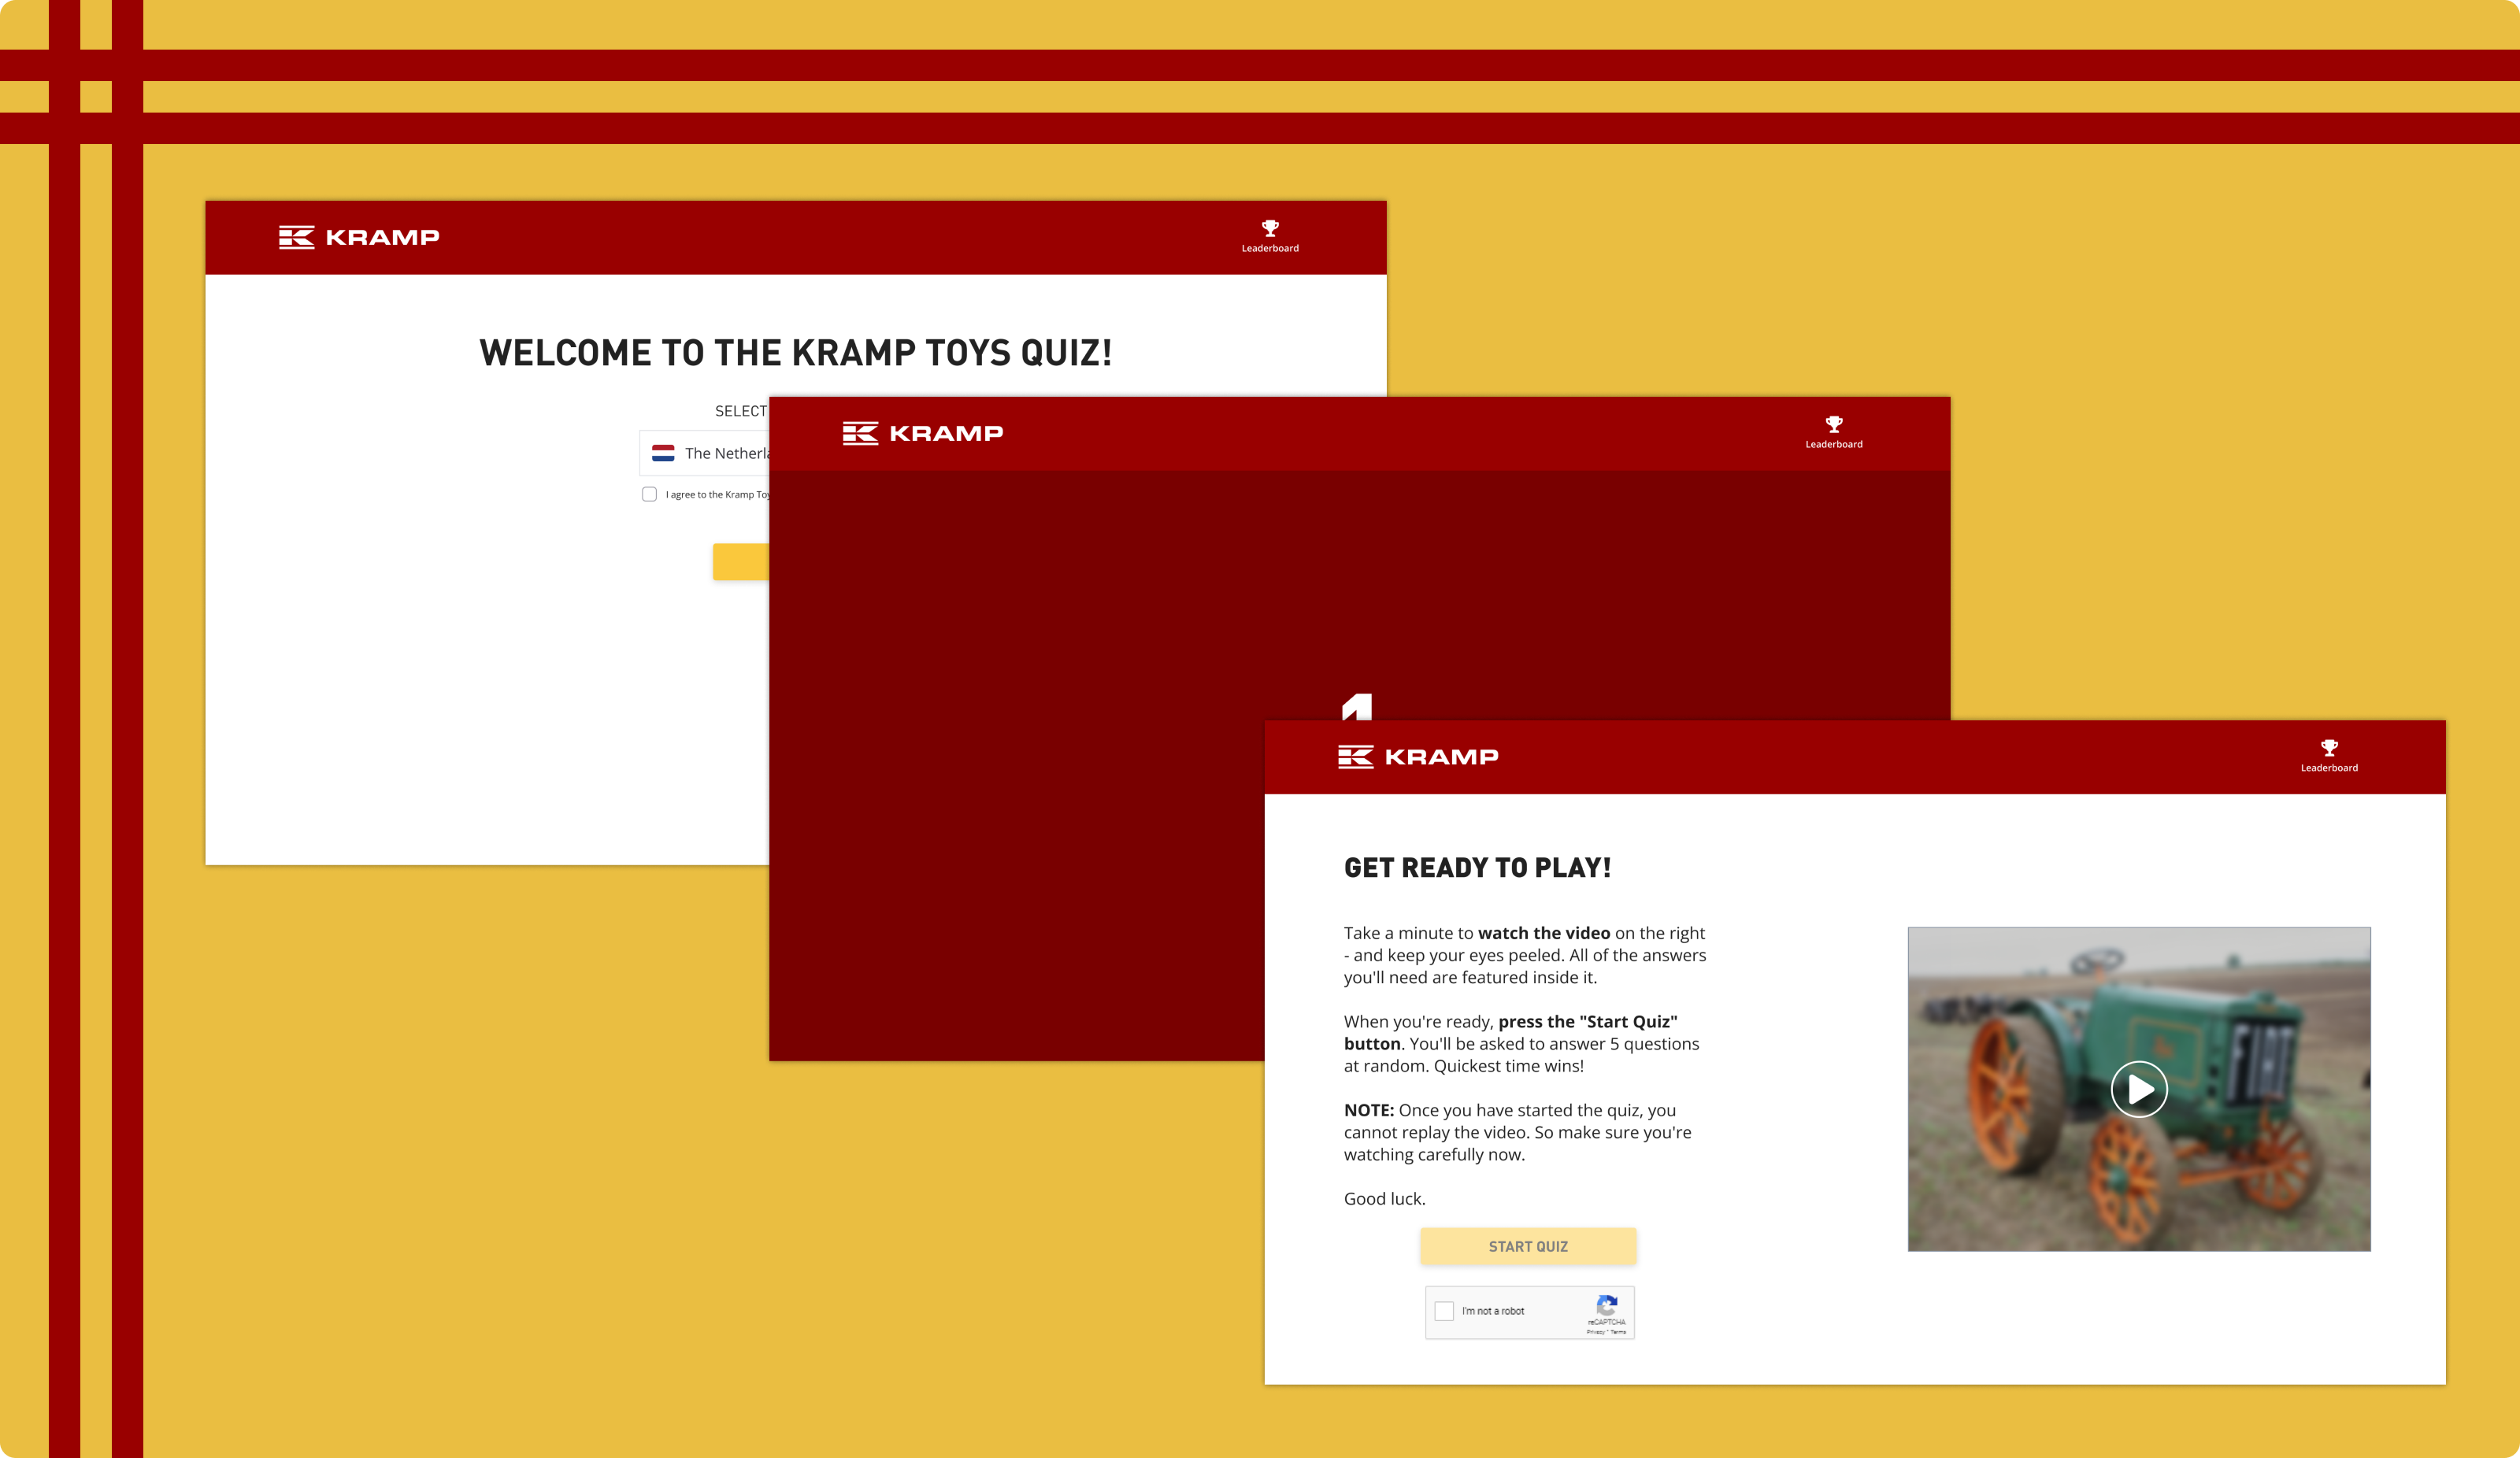 KRAMP
Leaderboard
WELCOME TO THE KRAMP TOYS QUIZ!
SELECT
The Netherla
I agree to the Kramp Toy
KRAMP
Leaderboard
1
KRAMP
Leaderboard
GET READY TO PLAY!
Take a minute to watch the video on the right
- and keep your eyes peeled. All of the answers
you'll need are featured inside it.
When you're ready, press the "Start Quiz"
button. You'll be asked to answer 5 questions
at random. Quickest time wins!
NOTE: Once you have started the quiz, you
cannot replay the video. So make sure you're
watching carefully now.
Good luck.
START QUIZ
I'm not a robot
reCAPTCHA
Privacy * Terms